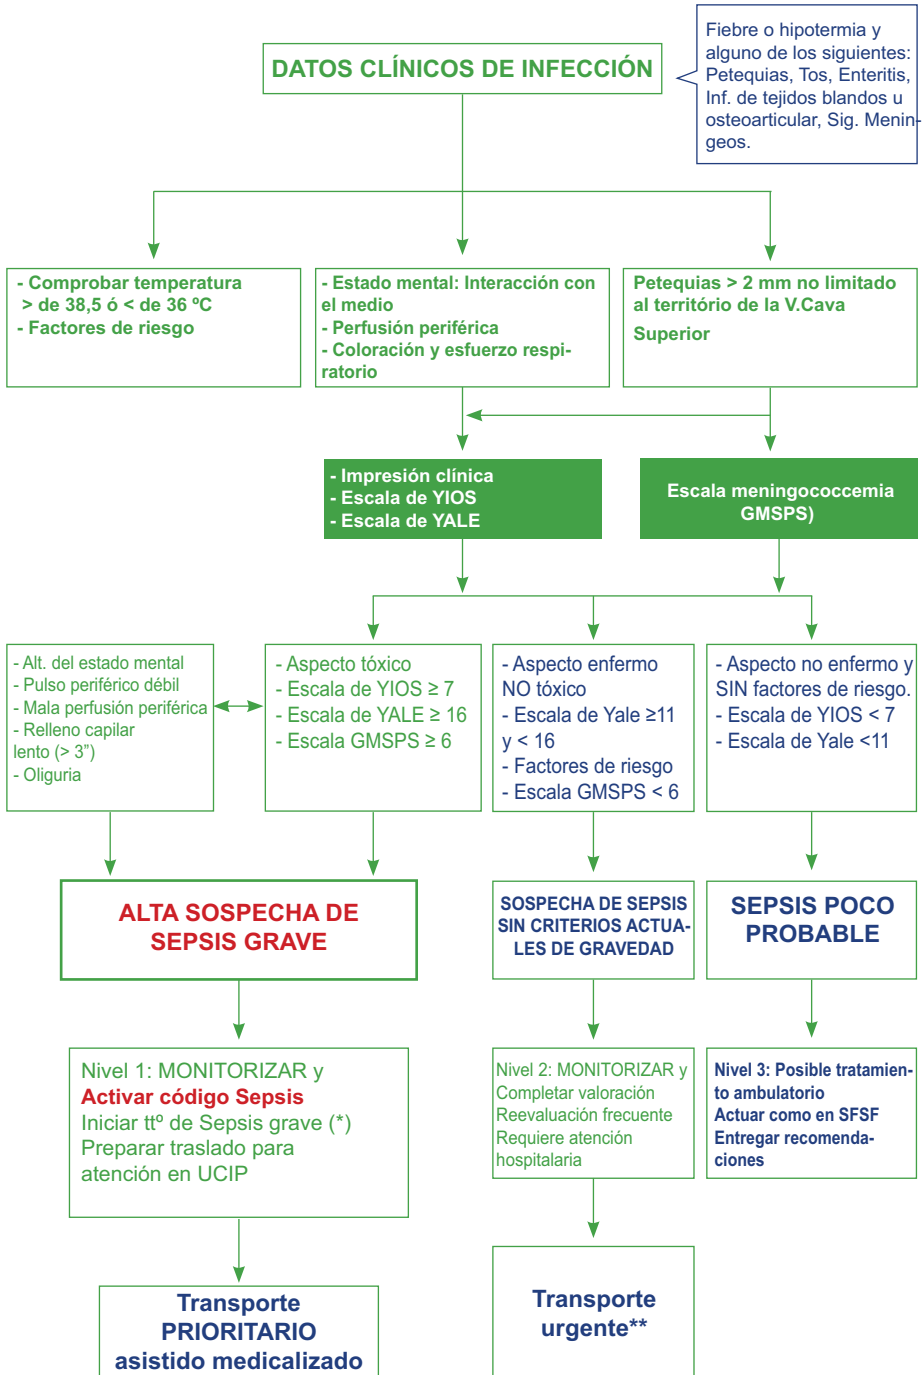 DATOS CLÍNICOS DE INFECCIÓN
Fiebre o hipotermia y
alguno de los siguientes:
Petequias, Tos, Enteritis,
Inf. de tejidos blandos u
osteoarticular, Sig. Menin-
geos.
- Comprobar temperatura
> de 38,5 ó < de 36 ºC
- Factores de riesgo
- Estado mental: Interacción con
el medio
- Perfusión periférica
- Coloración y esfuerzo respi-
ratorio
Petequias > 2 mm no limitado
al território de la V.Cava
Superior
- Impresión clínica
- Escala de YIOS
- Escala de YALE
Escala meningococcemia
GMSPS)
- Alt. del estado mental
- Pulso periférico débil
- Mala perfusión periférica
- Relleno capilar
lento (> 3”)
- Oliguria
- Aspecto tóxico
- Escala de YIOS ≥ 7
- Escala de YALE ≥ 16
- Escala GMSPS ≥ 6
- Aspecto enfermo
NO tóxico
- Escala de Yale ≥11
y < 16
- Factores de riesgo
- Escala GMSPS < 6
- Aspecto no enfermo y
SIN factores de riesgo.
- Escala de YIOS < 7
- Escala de Yale <11
ALTA SOSPECHA DE
SEPSIS GRAVE
SOSPECHA DE SEPSIS
SIN CRITERIOS ACTUA-
LES DE GRAVEDAD
SEPSIS POCO
PROBABLE
Nivel 1: MONITORIZAR y
Activar código Sepsis
Iniciar ttº de Sepsis grave (*)
Preparar traslado para
atención en UCIP
Nivel 2: MONITORIZAR y
Completar valoración
Reevaluación frecuente
Requiere atención
hospitalaria
Nivel 3: Posible tratamien-
to ambulatorio
Actuar como en SFSF
Entregar recomenda-
ciones
Transporte
PRIORITARIO
asistido medicalizado
Transporte
urgente**